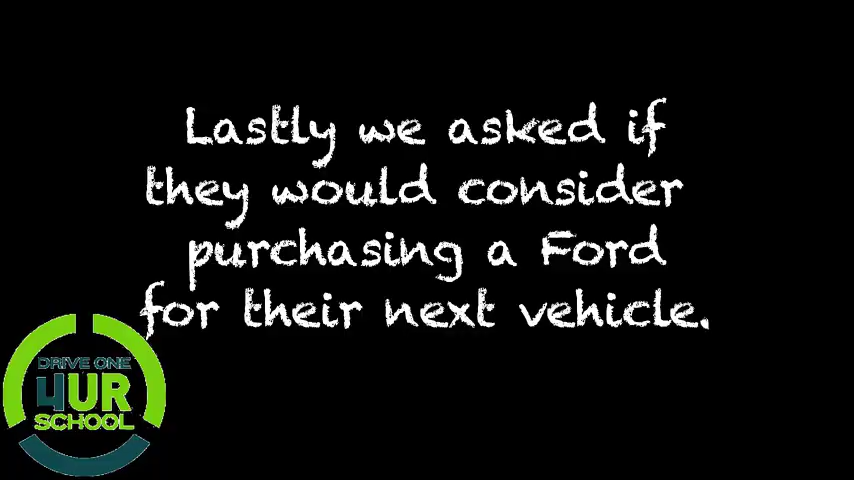 Lastly we asked if
they would consider
purchasing a Ford
for their next vehicle.
DRIVE ONE
4UR
SCHOOL